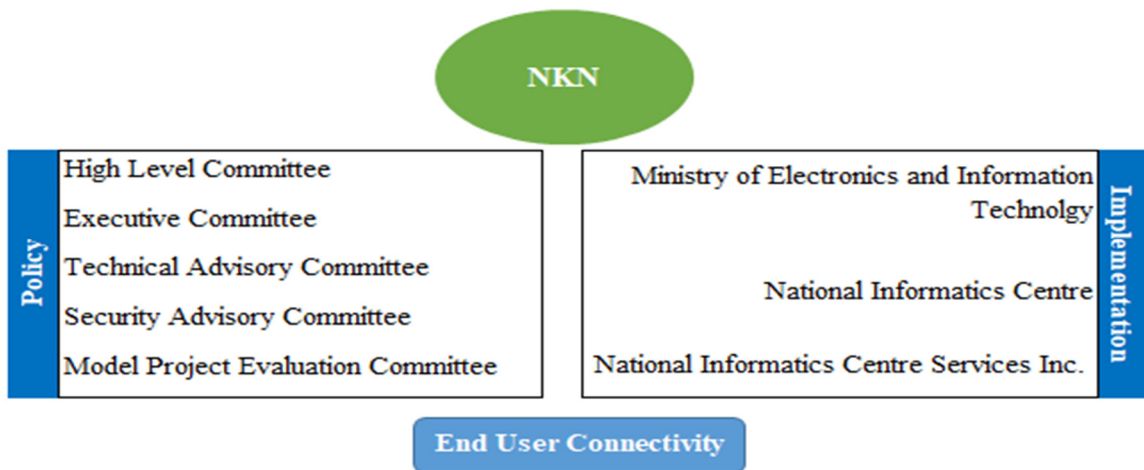 NKN
Policy
High Level Committee
Executive Committee
Technical Advisory Committee
Security Advisory Committee
Model Project Evaluation Committee
Ministry of Electronics and Information
Technolgy
National Informatics Centre
National Informatics Centre Services Inc.
Implementation
End User Connectivity